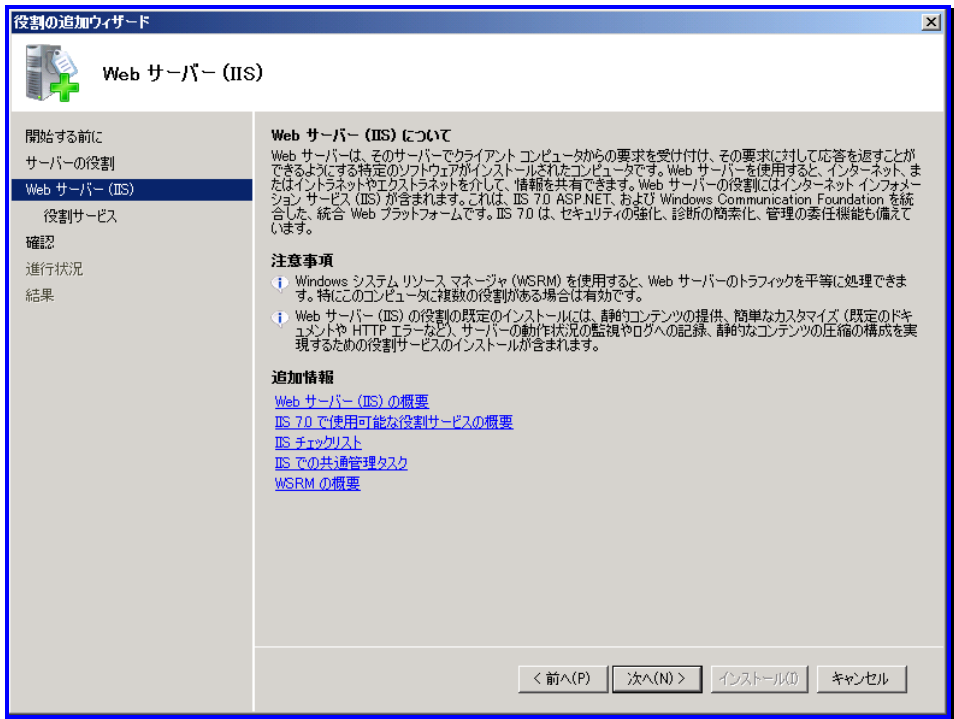 役割の追加ウィザード
Web サーバー (IIS)
開始する前に
サーバーの役割
Web サーバー (IIS)
役割サービス
確認
進行状況
結果
Web サーバー (IIS) について
Web サーバーは、そのサーバーでクライアント コンピュータからの要求を受け付け、その要求に対して応答を返すことが
できるようにする特定のソフトウェアがインストールされたコンピュータです。Web サーバーを使用すると、インターネット、ま
たはイントラネットやエクストラネットを介して、情報を共有できます。Web サーバーの役割にはインターネット インフォメー
ション サービス (IIS) が含まれます。これは、IIS 7.0 ASP.NET、および Windows Communication Foundation を統
合した、統合 Web プラットフォームです。IIS 7.0 は、セキュリティの強化、診断の簡素化、管理の委任機能も備えて
います。
注意事項
Windows システム リソース マネージャ (WSRM) を使用すると、Web サーバーのトラフィックを平等に処理できま
す。特にこのコンピュータに複数の役割がある場合は有効です。
Web サーバー (IIS) の役割の既定のインストールには、静的コンテンツの提供、簡単なカスタマイズ (既定のドキ
ュメントや HTTP エラーなど)、サーバーの動作状況の監視やログへの記録、静的なコンテンツの圧縮の構成を実
現するための役割サービスのインストールが含まれます。
追加情報
Web サーバー (IIS) の概要
IIS 7.0 で使用可能な役割サービスの概要
IIS チェックリスト
IIS での共通管理タスク
WSRM の概要
< 前へ(P)
次へ(N) >
インストール(I)
キャンセル